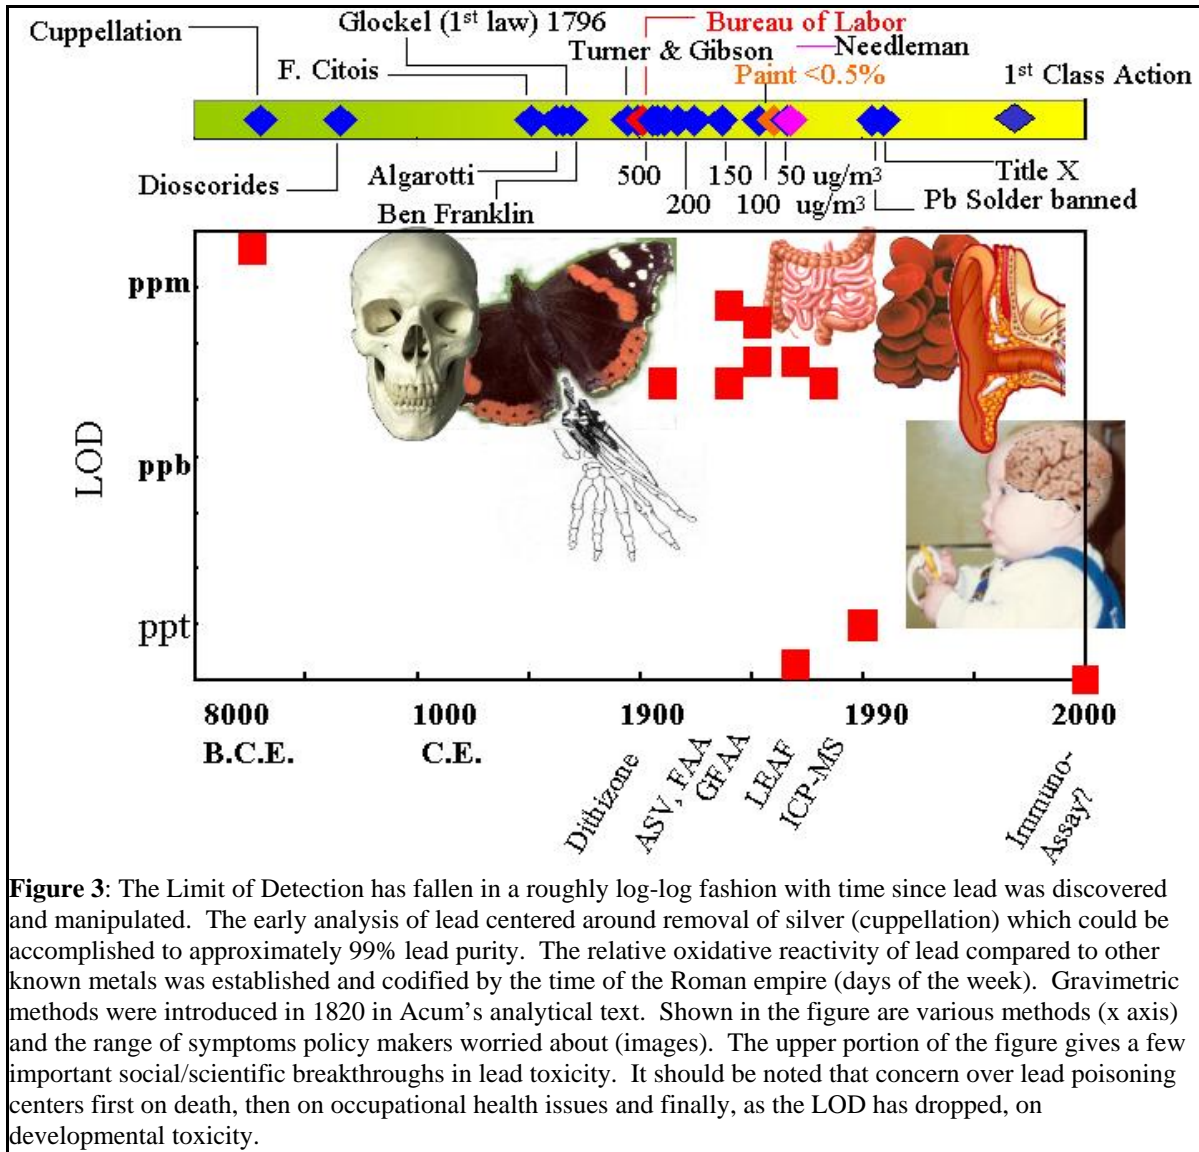 Glockel (1st law) 1796
Bureau of Labor
Cuppellation
Turner & Gibson
Needleman
F. Citois
Paint <0.5%
1st Class Action
Dioscorides
Algarotti
500
150
50 ug/m3
Title X
Ben Franklin
200
100
ug/m3
Pb Solder banned
ppm
LOD
ppb
ppt
8000
1000
1900
1990
2000
B.C.E.
C.E.
Dithizone
ASV, FAA
GFAA
LEAF
ICP-MS
Immuno-
Assay?
Figure 3: The Limit of Detection has fallen in a roughly log-log fashion with time since lead was discovered
and manipulated. The early analysis of lead centered around removal of silver (cuppellation) which could be
accomplished to approximately 99% lead purity. The relative oxidative reactivity of lead compared to other
known metals was established and codified by the time of the Roman empire (days of the week). Gravimetric
methods were introduced in 1820 in Acum's analytical text. Shown in the figure are various methods (x axis)
and the range of symptoms policy makers worried about (images). The upper portion of the figure gives a few
important social/scientific breakthroughs in lead toxicity. It should be noted that concern over lead poisoning
centers first on death, then on occupational health issues and finally, as the LOD has dropped, on
developmental toxicity.